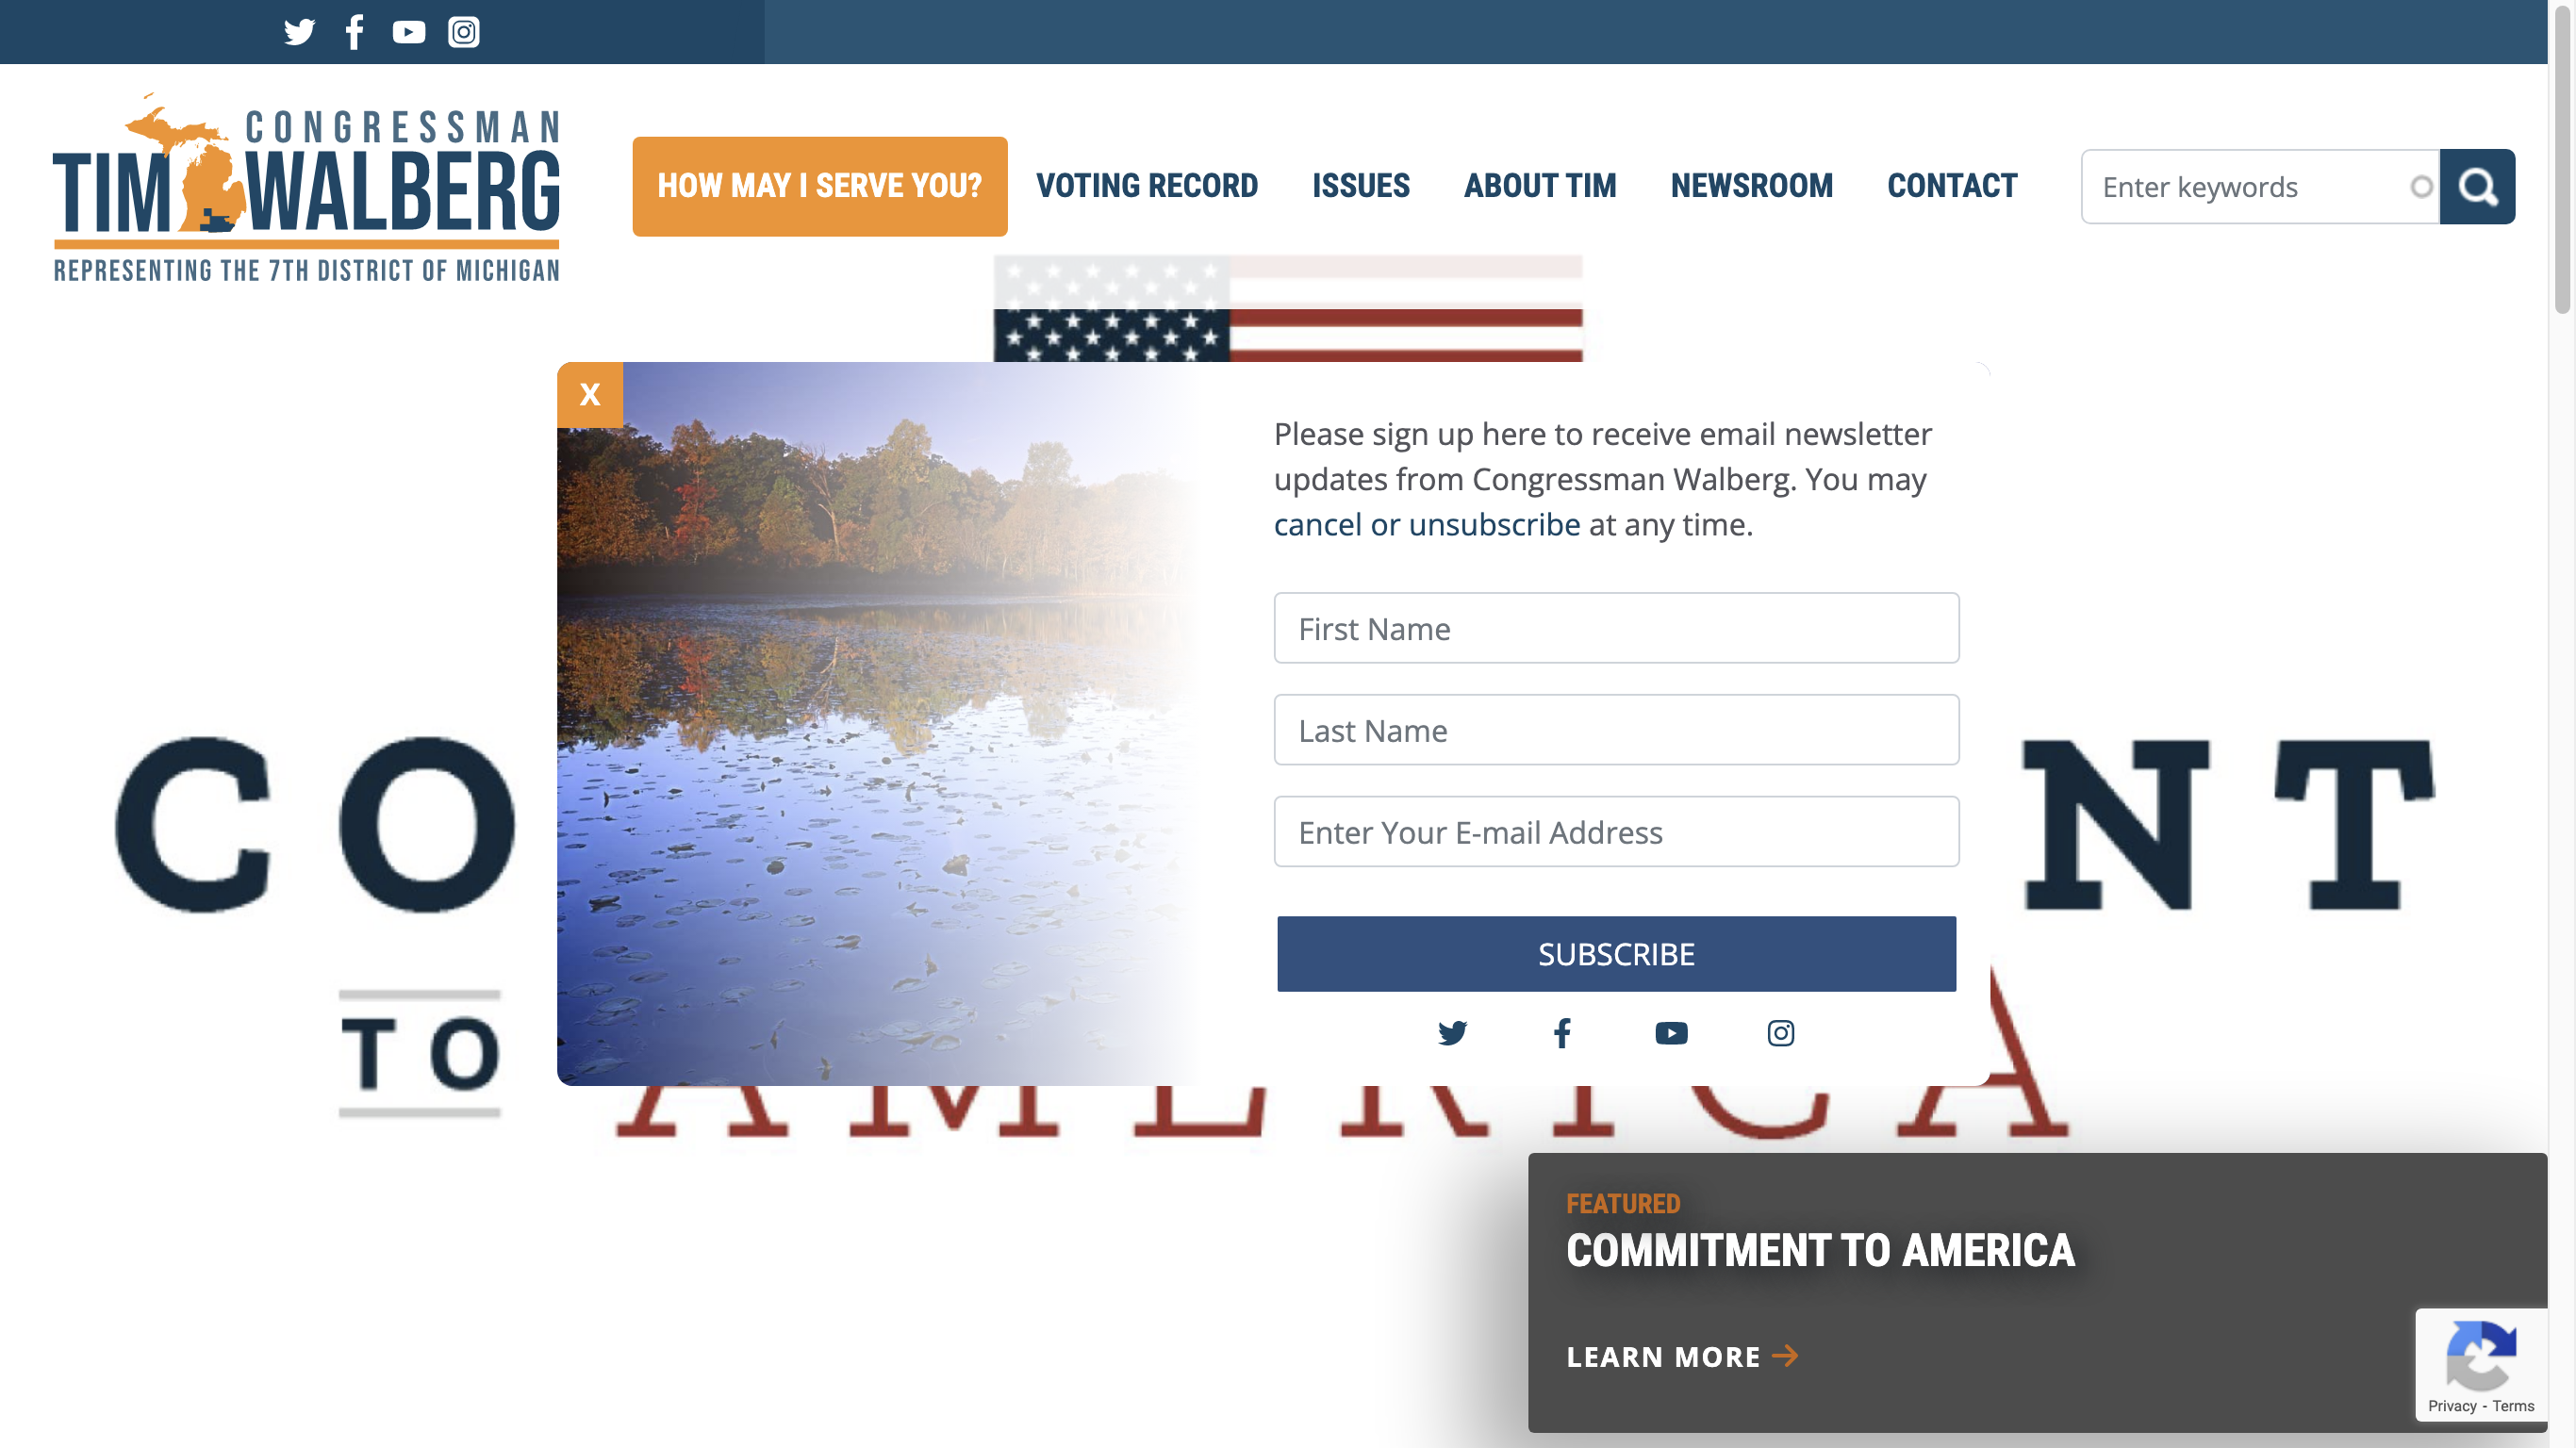 CONGRESSMAN
TIM WALBERG
REPRESENTING THE 7TH DISTRICT OF MICHIGAN
HOW MAY I SERVE YOU?
VOTING RECORD
ISSUES
ABOUT TIM
NEWSROOM
CONTACT
Enter keywords
X
Please sign up here to receive email newsletter
updates from Congressman Walberg. You may
cancel or unsubscribe at any time.
First Name
Last Name
Enter Your E-mail Address
SUBSCRIBE
CO NT
TO AMERICA
FEATURED
COMMITMENT TO AMERICA
LEARN MORE
Privacy - Terms